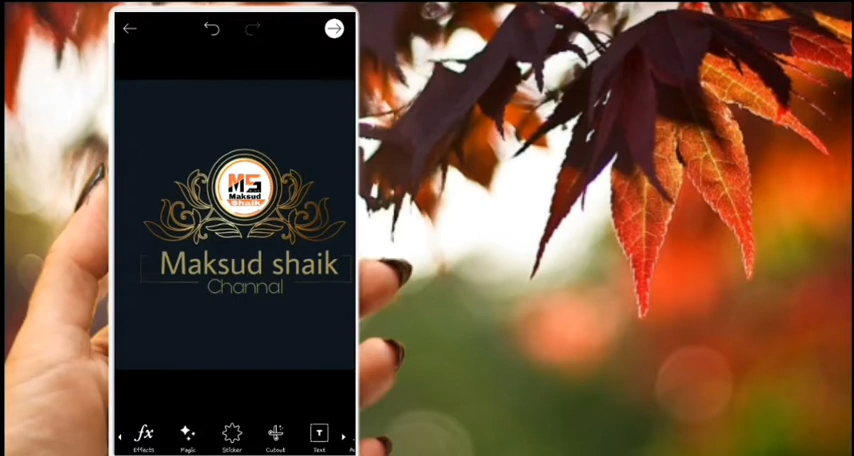 MS
Maksud
Shaik
Maksud shaik
Channal
fx
Effects
Magic
Sticker
Cutout
T
Text